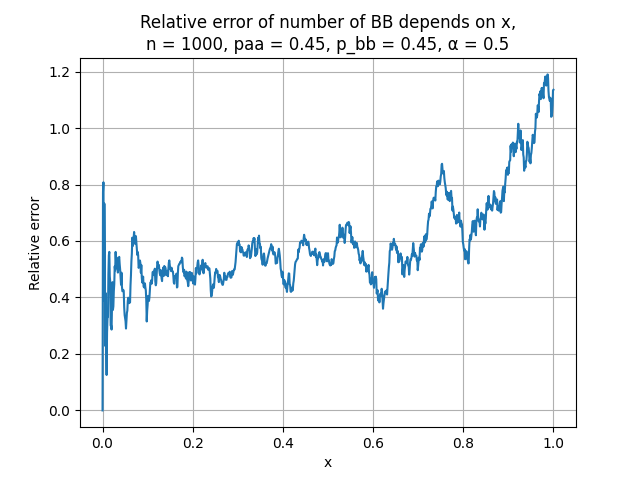 Relative error of number of BB depends on x,
n = 1000, paa = 0.45, p_bb = 0.45, α = 0.5
1.2
1.0
0.8
0.6
0.4
0.2
0.0
Relative error
0.0 0.2 0.4 0.6 0.8 1.0
x